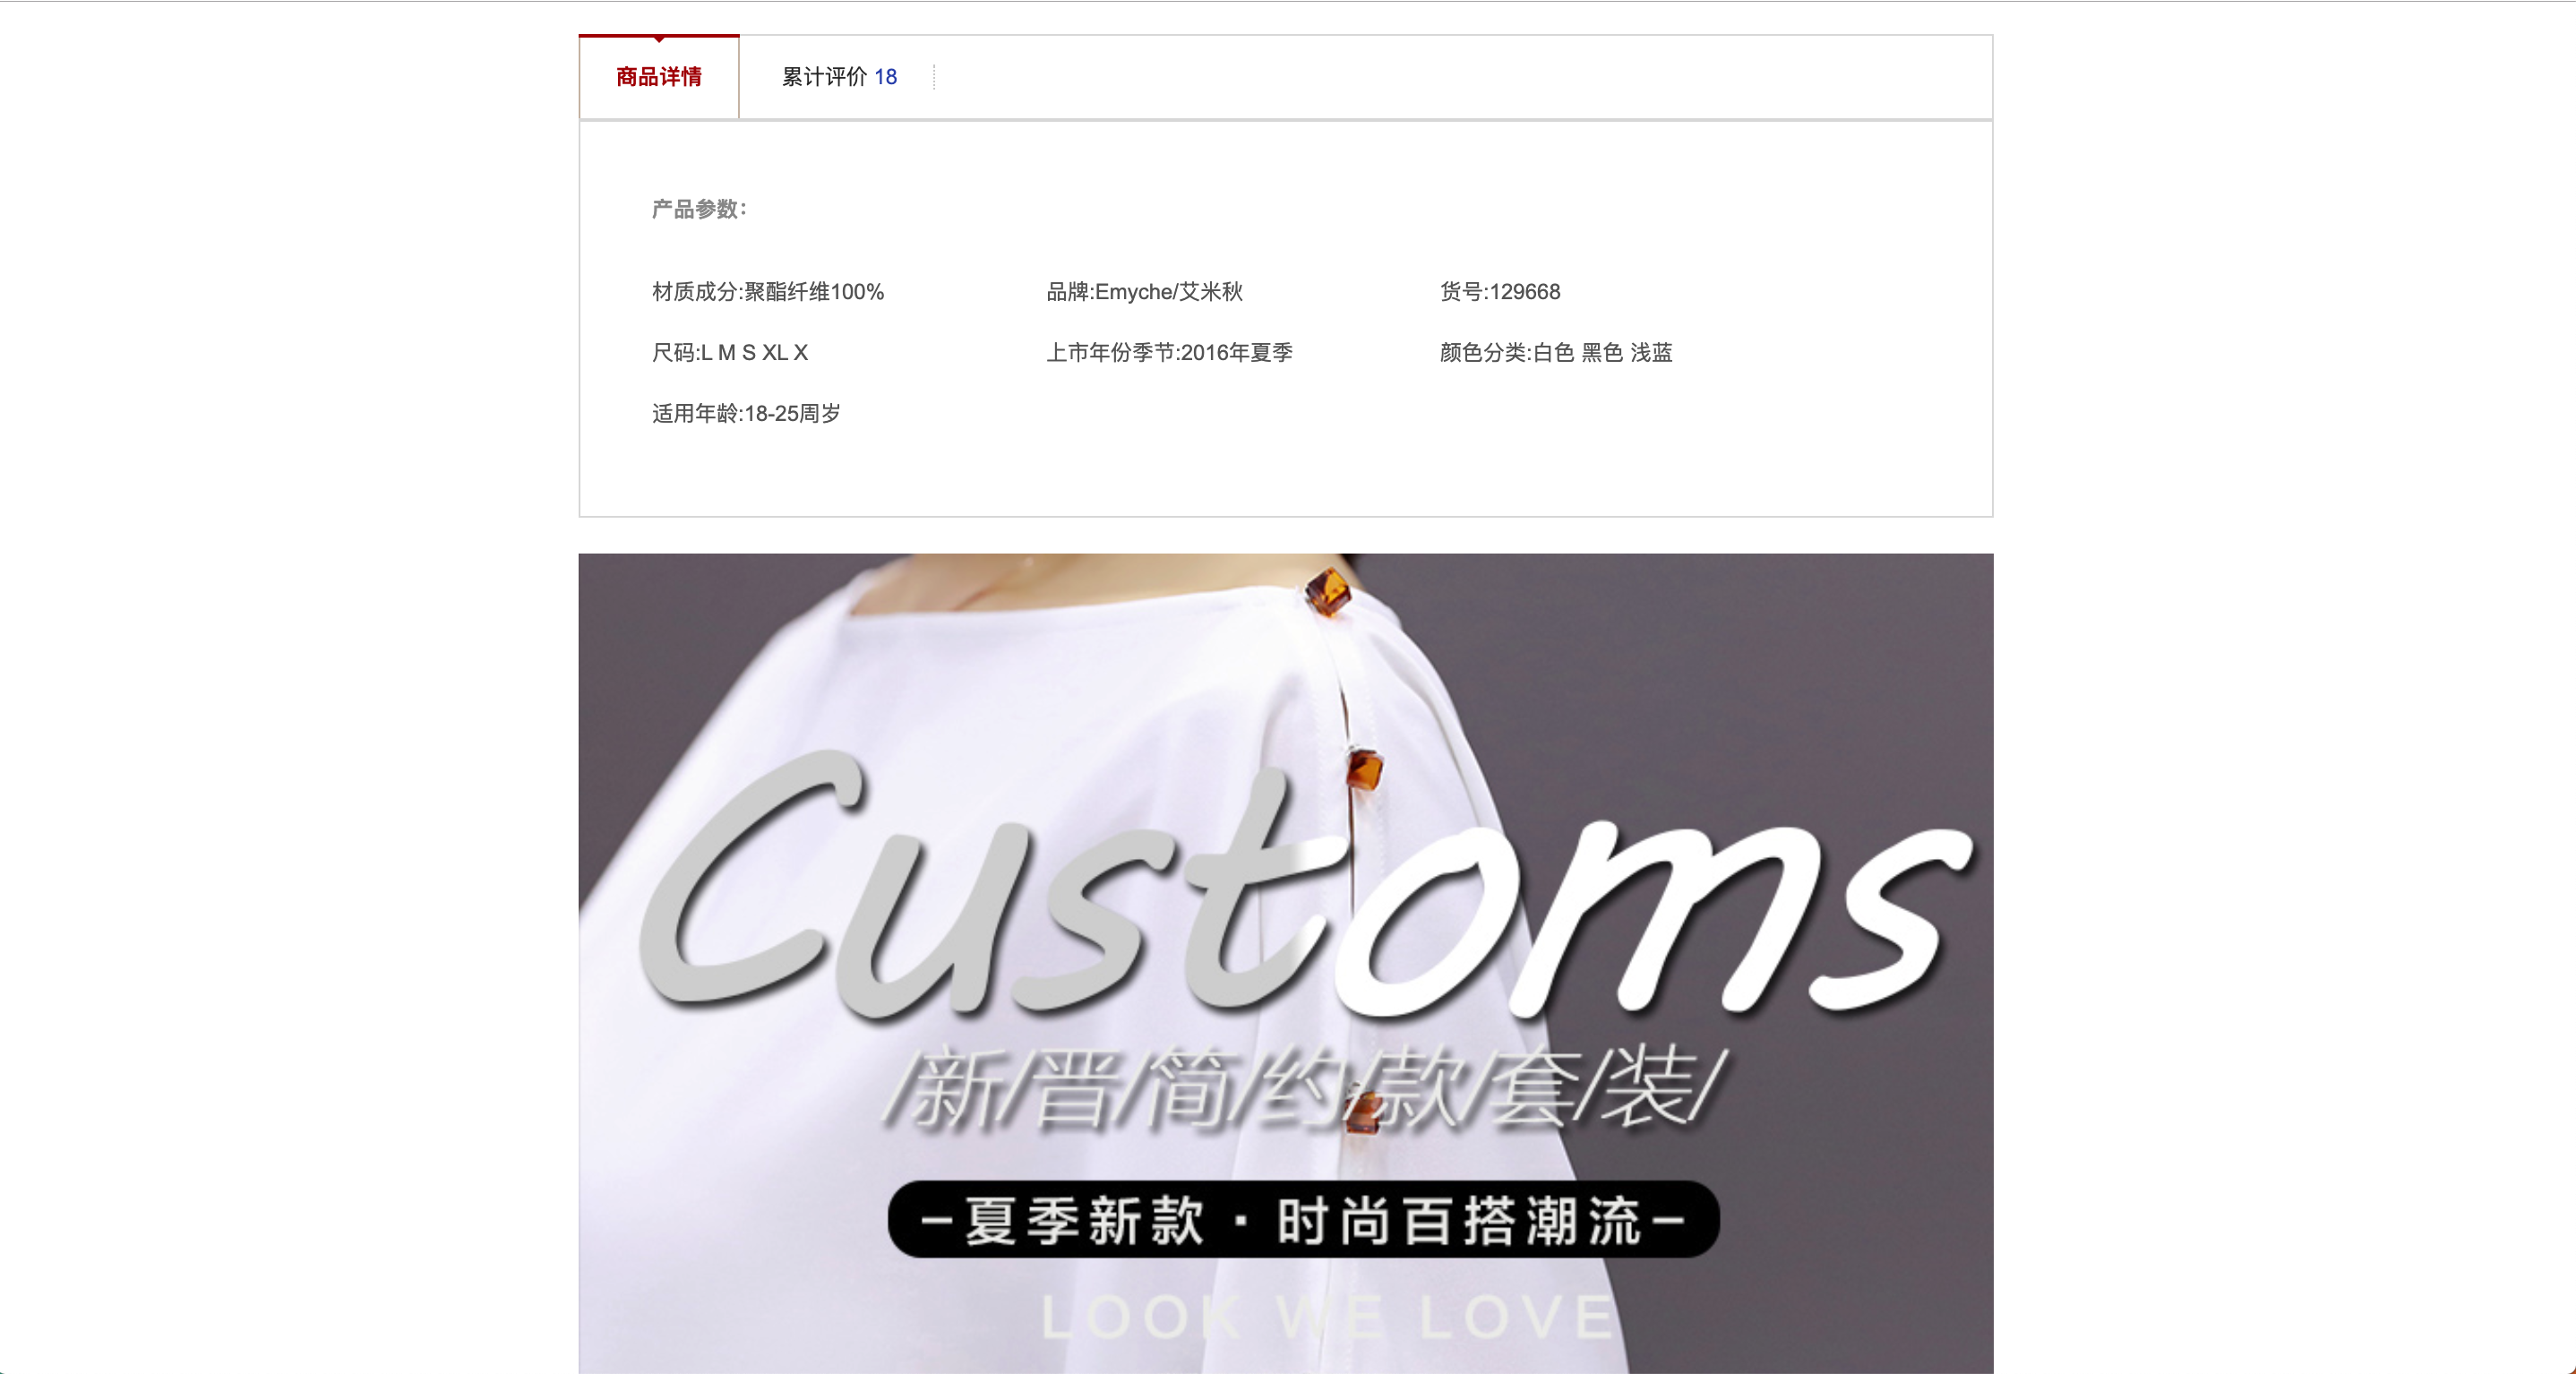 商品详情 累计评价 18
产品参数：
材质成分:聚酯纤维100% 品牌:Emyche/艾米秋 货号:129668
尺码:L M S XL X 上市年份季节:2016年夏季 颜色分类:白色 黑色 浅蓝
适用年龄:18-25周岁
Customs
/新/晋/简/约/款/套/装/
–夏季新款·时尚百搭潮流–
LOOK WE LOVE